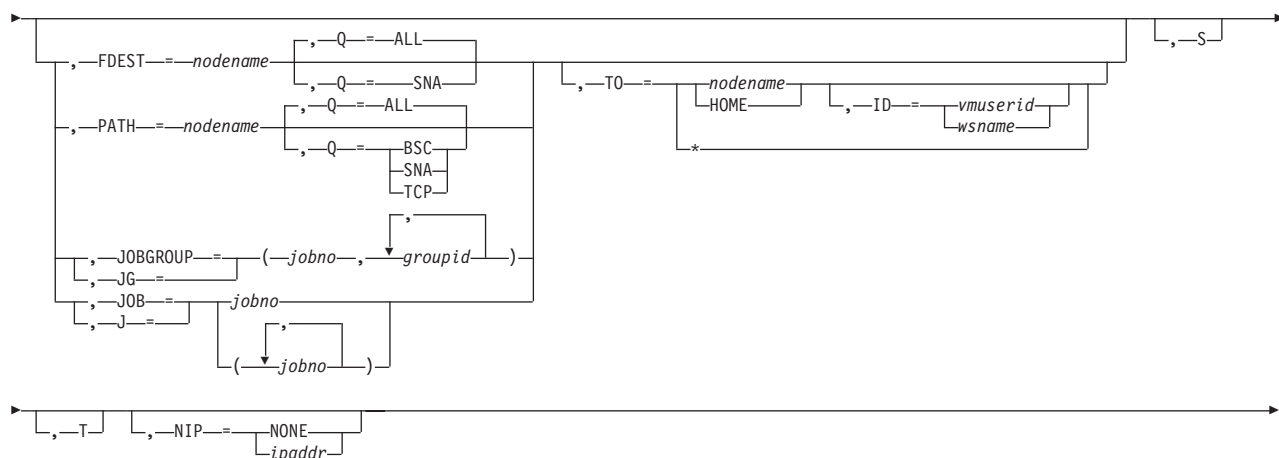 , Q = ALL
, S
, FDEST= nodename
nodename
, Q = SNA
, TO =
HOME
, ID =
vmuserid
, Q = ALL
wsname
, PATH = nodename
*
, Q =
BSC
SNA
TCP
,
, JOBGROUP = ( jobno , groupid )
, JG=
, JOB =
jobno
, J =
,
( jobno )
, T
, NIP=
NONE
ipaddr